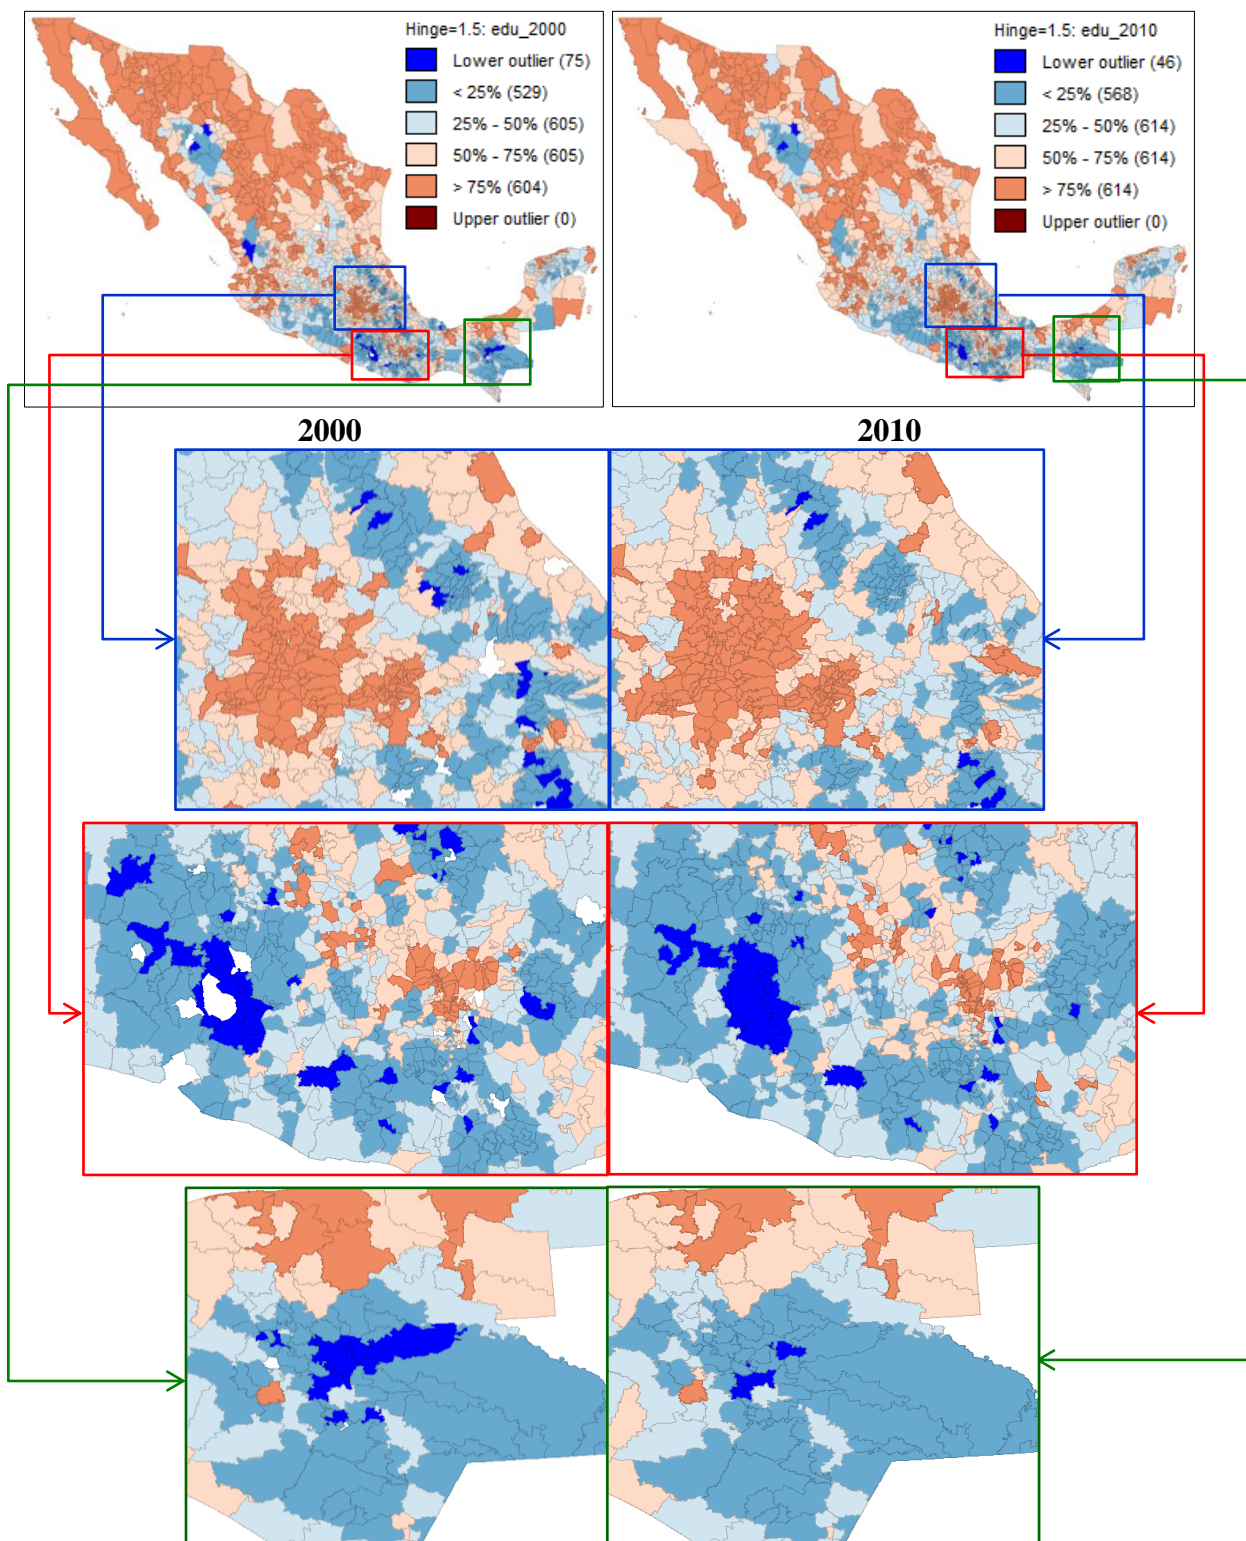 Hinge=1.5: edu_2000
Lower outlier (75)
< 25% (529)
25% - 50% (605)
50% - 75% (605)
> 75% (604)
Upper outlier (0)
Hinge=1.5: edu_2010
Lower outlier (46)
< 25% (568)
25% - 50% (614)
50% - 75% (614)
> 75% (614)
Upper outlier (0)
2000
2010